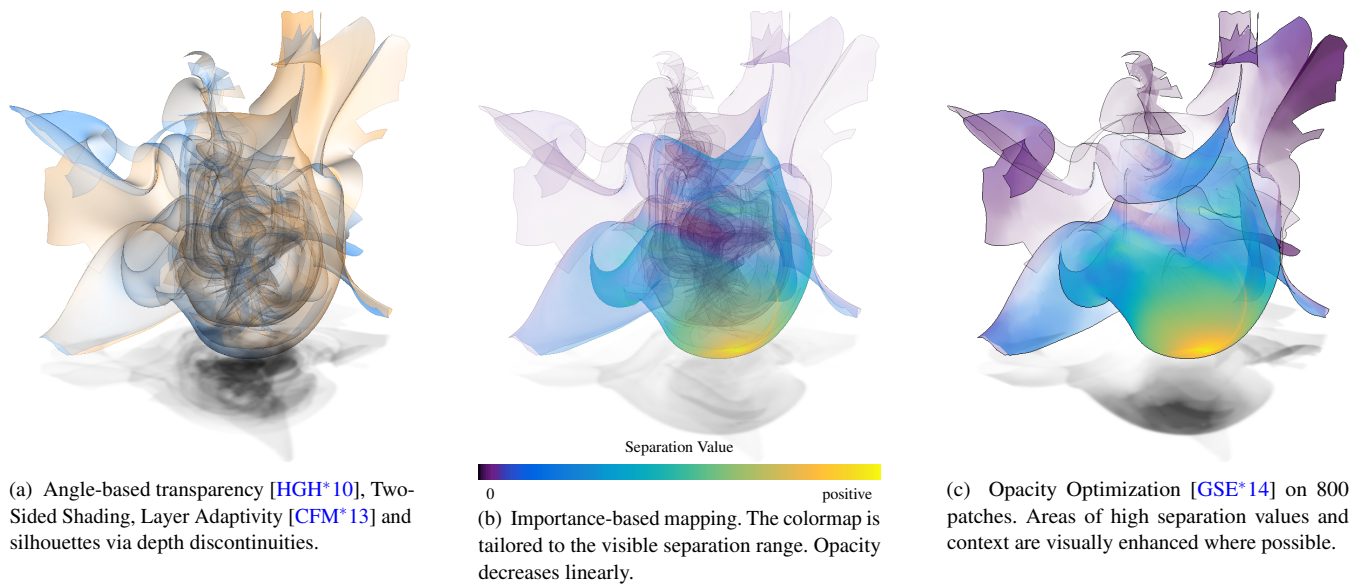 Separation Value
0 positive
(a) Angle-based transparency [HGH*10], Two-
Sided Shading, Layer Adaptivity [CFM*13] and
silhouettes via depth discontinuities.
(b) Importance-based mapping. The colormap is
tailored to the visible separation range. Opacity
decreases linearly.
(c) Opacity Optimization [GSE*14] on 800
patches. Areas of high separation values and
context are visually enhanced where possible.